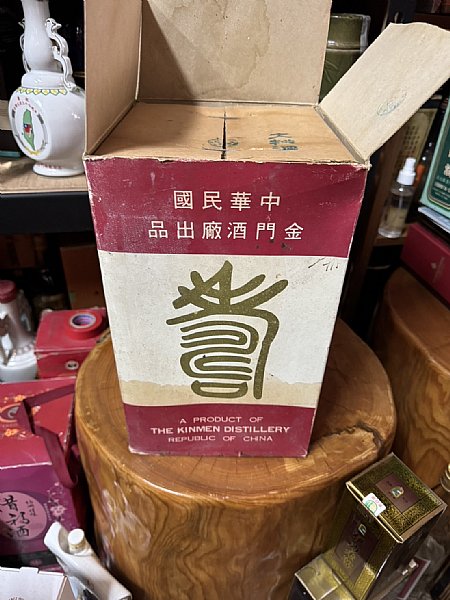 中華民國
金門酒廠出品
壽
A PRODUCT OF
THE KINMEN DISTILLERY
REPUBLIC OF CHINA